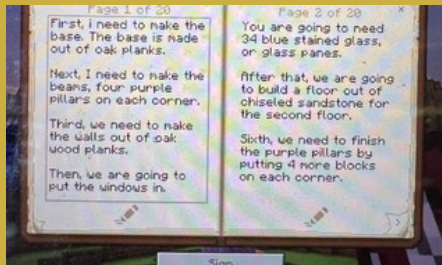 Page 1 of 20
First, i need to make the
base. The base is made
out of oak planks.
Next, I need to make the
beams, four purple
pillars on each corner.
Third, we need to make
the walls out of oak
wood planks.
Then, we are going to
put the windows in.
Page 2 of 20
You are going to need
34 blue stained glass,
or glass panes.
After that, we are going
to build a floor out of
chiseled sandstone for
the second floor.
Sixth, we need to finish
the purple pillars by
putting 4 more blocks
on each corner.
Sign